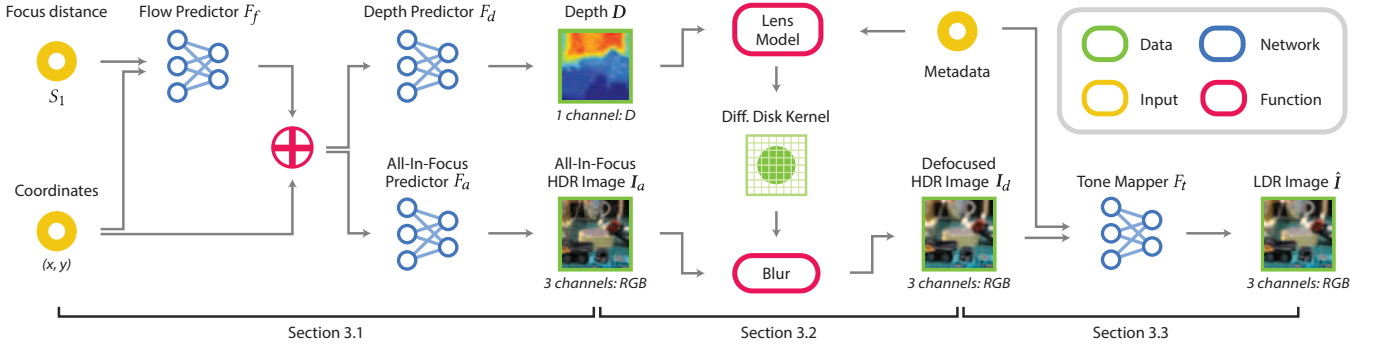 Focus distance
S₁
Coordinates
(x, y)
Flow Predictor F_f
Depth Predictor F_d
All-In-Focus
Predictor F_a
Depth D
1 channel: D
All-In-Focus
HDR Image I_a
3 channels: RGB
Lens
Model
Diff. Disk Kernel
Blur
Metadata
Defocused
HDR Image I_d
3 channels: RGB
Tone Mapper F_t
LDR Image Î
3 channels: RGB
Data
Network
Input
Function
Section 3.1
Section 3.2
Section 3.3